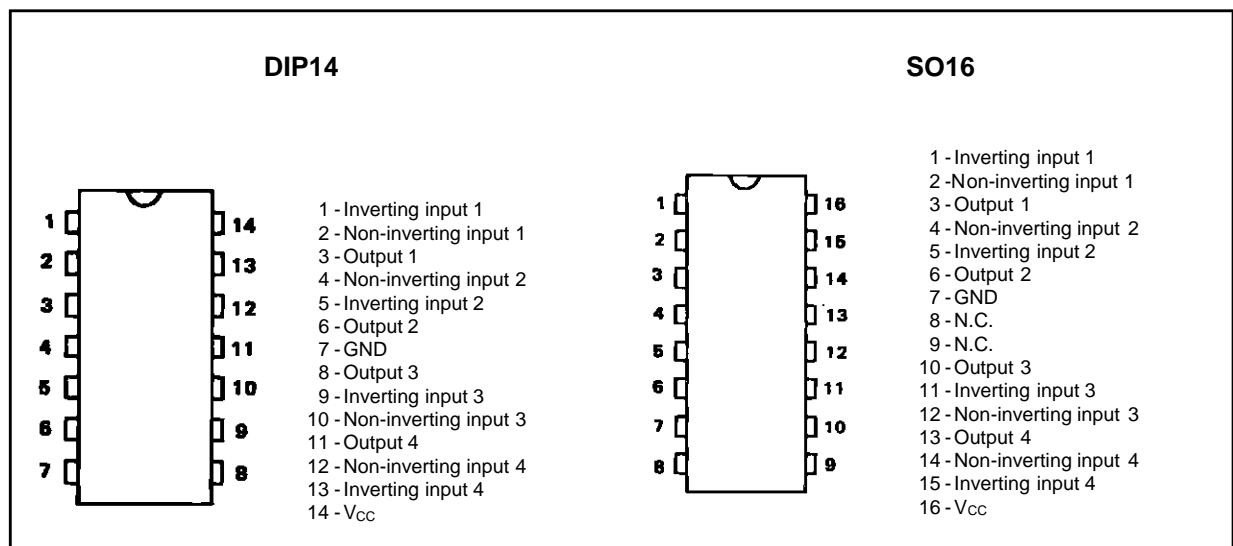 DIP14
1
2
3
4
5
6
7
14
13
12
11
10
9
8
1 - Inverting input 1
2 - Non-inverting input 1
3 - Output 1
4 - Non-inverting input 2
5 - Inverting input 2
6 - Output 2
7 - GND
8 - Output 3
9 - Inverting input 3
10 - Non-inverting input 3
11 - Output 4
12 - Non-inverting input 4
13 - Inverting input 4
14 - VCC
SO16
1
2
3
4
5
6
7
8
16
15
14
13
12
11
10
9
1 - Inverting input 1
2 - Non-inverting input 1
3 - Output 1
4 - Non-inverting input 2
5 - Inverting input 2
6 - Output 2
7 - GND
8 - N.C.
9 - N.C.
10 - Output 3
11 - Inverting input 3
12 - Non-inverting input 3
13 - Output 4
14 - Non-inverting input 4
15 - Inverting input 4
16 - VCC